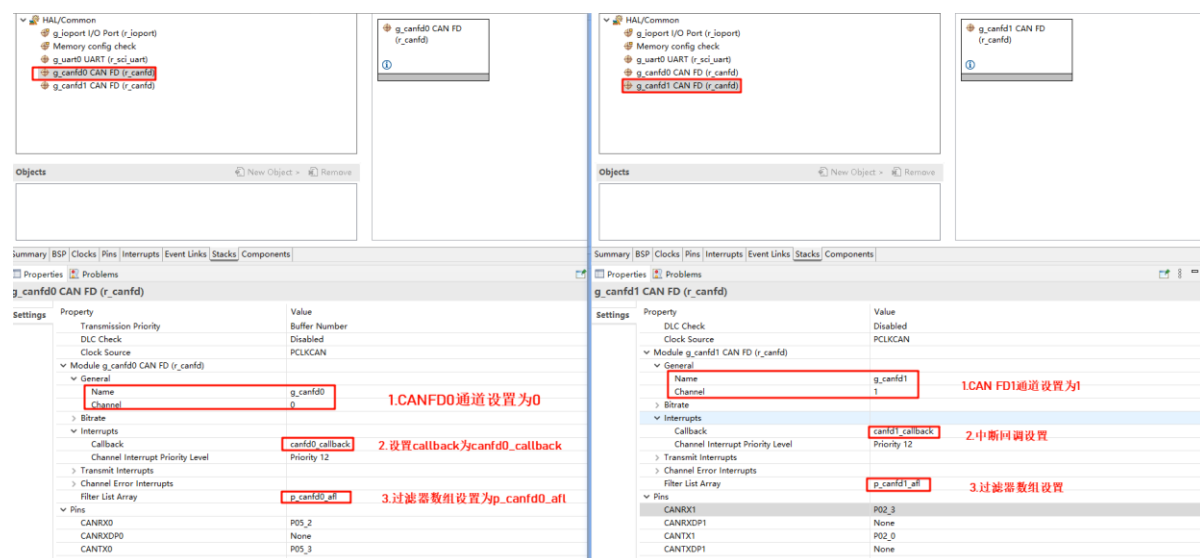 HAL/Common
g_ioport I/O Port (r_ioport)
Memory config check
g_uart0 UART (r_sci_uart)
g_canfd0 CAN FD (r_canfd)
g_canfd1 CAN FD (r_canfd)
g_canfd0 CAN FD
(r_canfd)
Objects
New Object >
Remove
Summary BSP Clocks Pins Interrupts Event Links Stacks Components
Properties Problems
g_canfd0 CAN FD (r_canfd)
Settings
Property Value
Transmission Priority Buffer Number
DLC Check Disabled
Clock Source PCLKCAN
Module g_canfd0 CAN FD (r_canfd)
General
Name g_canfd0
Channel 0
1.CANFD0通道设置为0
Bitrate
Interrupts
Callback canfd0_callback
2.设置callback为canfd0_callback
Channel Interrupt Priority Level Priority 12
Transmit Interrupts
Channel Error Interrupts
Filter List Array p_canfd0_afl
3.过滤器数组设置为p_canfd0_afl
Pins
CANRX0 P05_2
CANRXDP0 None
CANTX0 P05_3
HAL/Common
g_ioport I/O Port (r_ioport)
Memory config check
g_uart0 UART (r_sci_uart)
g_canfd0 CAN FD (r_canfd)
g_canfd1 CAN FD (r_canfd)
g_canfd1 CAN FD
(r_canfd)
Objects
New Object >
Remove
Summary BSP Clocks Pins Interrupts Event Links Stacks Components
Properties Problems
g_canfd1 CAN FD (r_canfd)
Settings
Property Value
DLC Check Disabled
Clock Source PCLKCAN
Module g_canfd1 CAN FD (r_canfd)
General
Name g_canfd1
Channel 1
1.CAN FD1通道设置为1
Bitrate
Interrupts
Callback canfd1_callback
2.中断回调设置
Channel Interrupt Priority Level Priority 12
Transmit Interrupts
Channel Error Interrupts
Filter List Array p_canfd1_afl
3.过滤器数组设置
Pins
CANRX1 P02_3
CANRXDP1 None
CANTX1 P02_0
CANTXDP1 None